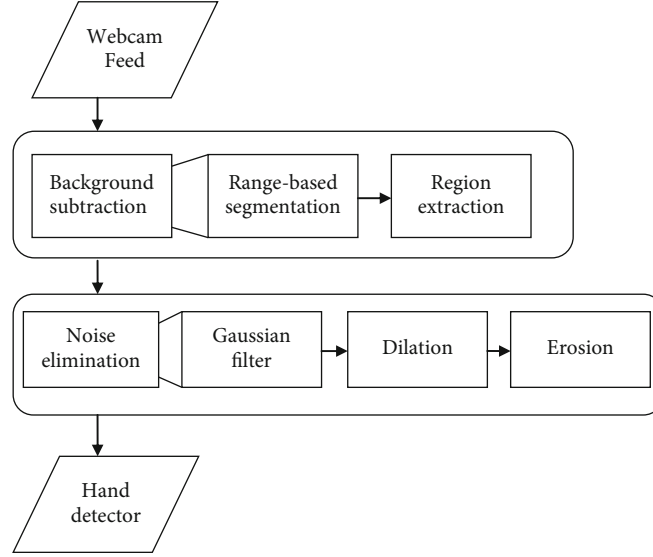 Webcam
Feed
Background
subtraction
Range-based
segmentation
Region
extraction
Noise
elimination
Gaussian
filter
Dilation
Erosion
Hand
detector